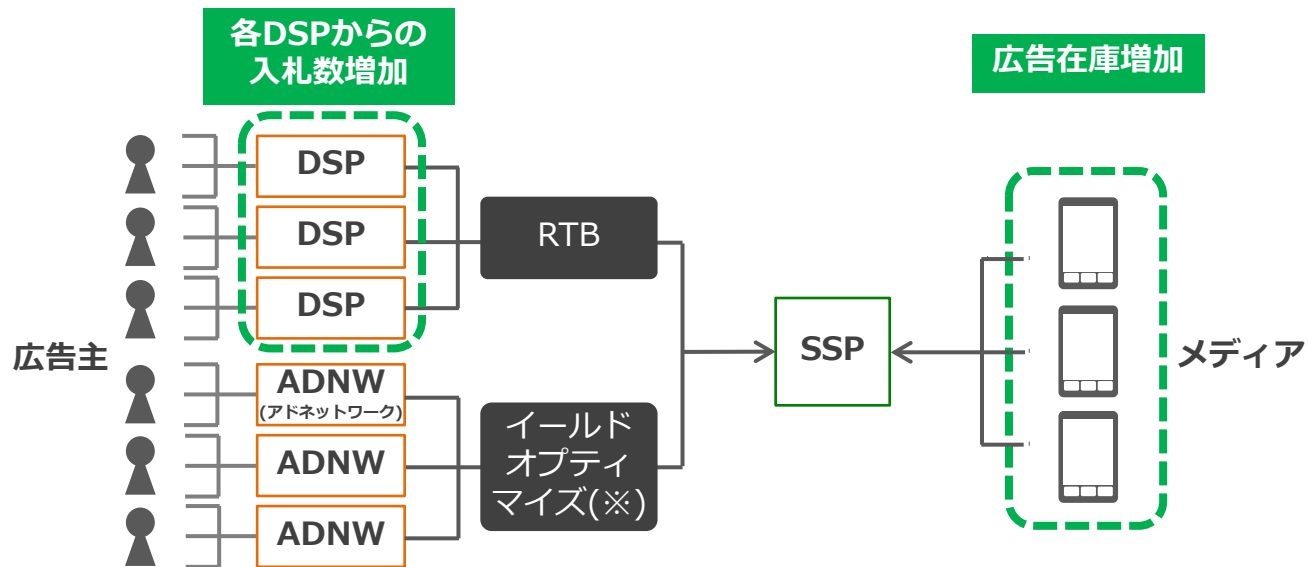 各DSPからの
入札数増加
広告在庫増加
DSP
DSP
RTB
DSP
広告主
SSP
メディア
ADNW
(アドネットワーク)
ADNW
イールド
オプティ
マイズ(※)
ADNW